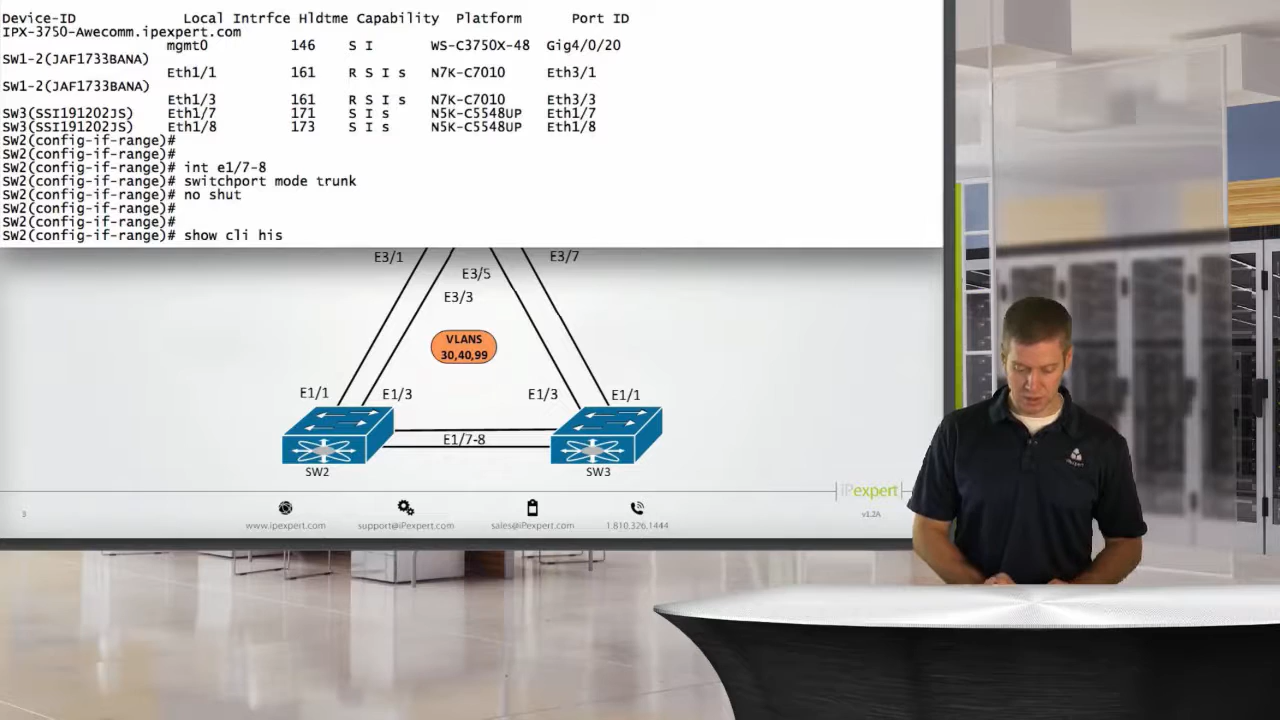 Device-ID Local Intrfce Hldtme Capability Platform Port ID
IPX-3750-Awecomm.ipexpert.com
mgmt0 146 S I WS-C3750X-48 Gig4/0/20
SW1-2(JAF1733BANA)
Eth1/1 161 R S I s N7K-C7010 Eth3/1
SW1-2(JAF1733BANA)
Eth1/3 161 R S I s N7K-C7010 Eth3/3
SW3(SSI191202JS) Eth1/7 171 S I s N5K-C5548UP Eth1/7
SW3(SSI191202JS) Eth1/8 173 S I s N5K-C5548UP Eth1/8
SW2(config-if-range)#
SW2(config-if-range)#
SW2(config-if-range)# int e1/7-8
SW2(config-if-range)# switchport mode trunk
SW2(config-if-range)# no shut
SW2(config-if-range)#
SW2(config-if-range)#
SW2(config-if-range)# show cli his
E3/1
E3/7
E3/5
E3/3
VLANS
30,40,99
E1/1
E1/3
E1/3
E1/1
E1/7-8
SW2
SW3
iPexpert
www.ipexpert.com
support@iPexpert.com
sales@iPexpert.com
1.810.326.1444
v1.2A
iPexpert